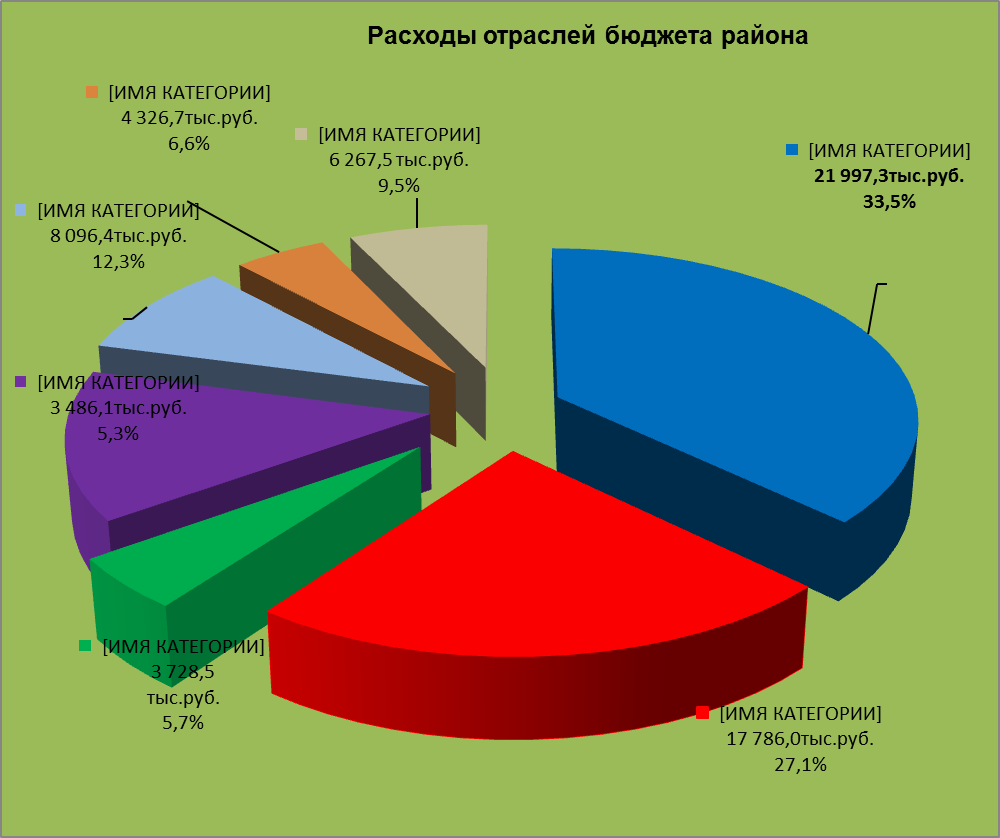 Расходы отраслей бюджета района
[ИМЯ КАТЕГОРИИ]
4 326,7тыс.руб.
6,6%
[ИМЯ КАТЕГОРИИ]
6 267,5 тыс.руб.
9,5%
[ИМЯ КАТЕГОРИИ]
21 997,3тыс.руб.
33,5%
[ИМЯ КАТЕГОРИИ]
8 096,4тыс.руб.
12,3%
[ИМЯ КАТЕГОРИИ]
3 486,1тыс.руб.
5,3%
[ИМЯ КАТЕГОРИИ]
3 728,5
тыс.руб.
5,7%
[ИМЯ КАТЕГОРИИ]
17 786,0тыс.руб.
27,1%